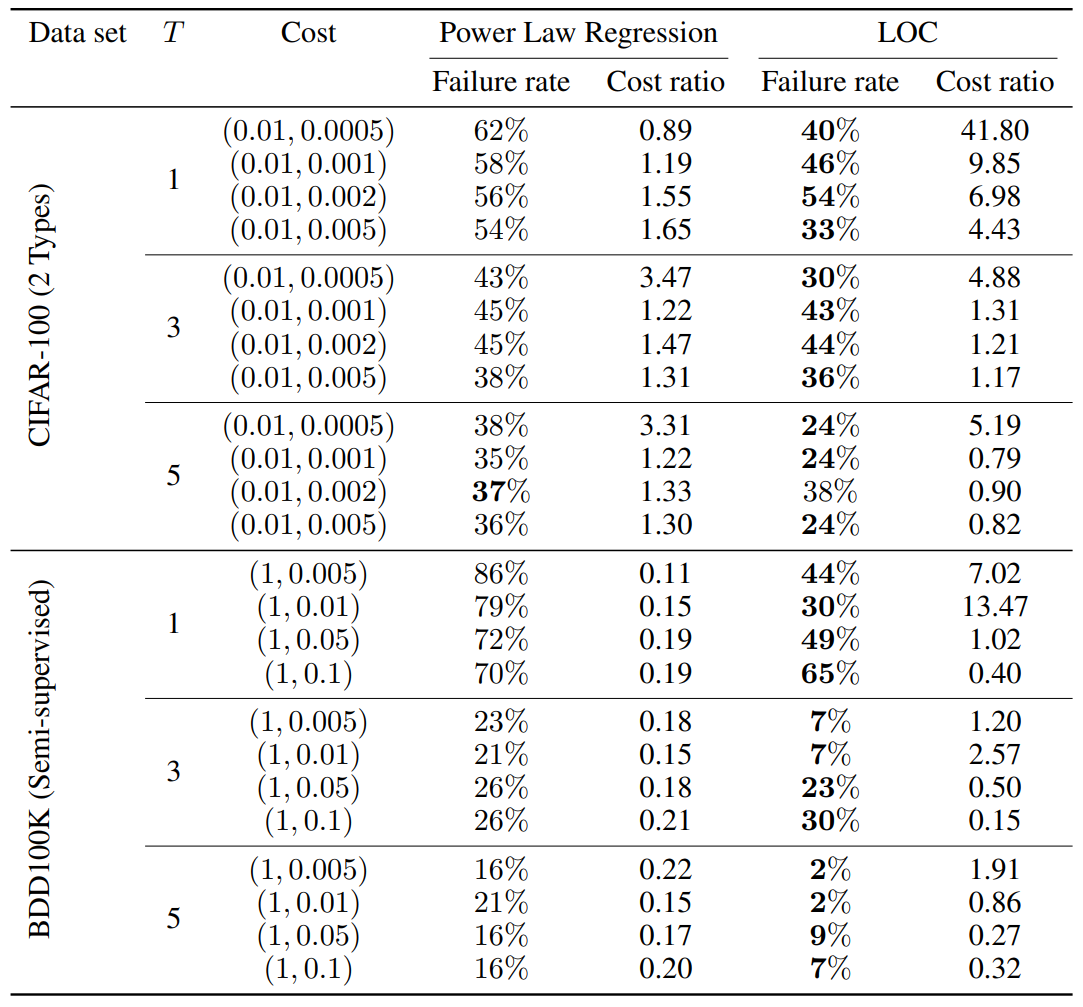 Data set T Cost Power Law Regression LOC
Failure rate Cost ratio Failure rate Cost ratio
CIFAR-100 (2 Types)
1
(0.01, 0.0005) 62% 0.89 40% 41.80
(0.01, 0.001) 58% 1.19 46% 9.85
(0.01, 0.002) 56% 1.55 54% 6.98
(0.01, 0.005) 54% 1.65 33% 4.43
3
(0.01, 0.0005) 43% 3.47 30% 4.88
(0.01, 0.001) 45% 1.22 43% 1.31
(0.01, 0.002) 45% 1.47 44% 1.21
(0.01, 0.005) 38% 1.31 36% 1.17
5
(0.01, 0.0005) 38% 3.31 24% 5.19
(0.01, 0.001) 35% 1.22 24% 0.79
(0.01, 0.002) 37% 1.33 38% 0.90
(0.01, 0.005) 36% 1.30 24% 0.82
BDD100K (Semi-supervised)
1
(1, 0.005) 86% 0.11 44% 7.02
(1, 0.01) 79% 0.15 30% 13.47
(1, 0.05) 72% 0.19 49% 1.02
(1, 0.1) 70% 0.19 65% 0.40
3
(1, 0.005) 23% 0.18 7% 1.20
(1, 0.01) 21% 0.15 7% 2.57
(1, 0.05) 26% 0.18 23% 0.50
(1, 0.1) 26% 0.21 30% 0.15
5
(1, 0.005) 16% 0.22 2% 1.91
(1, 0.01) 21% 0.15 2% 0.86
(1, 0.05) 16% 0.17 9% 0.27
(1, 0.1) 16% 0.20 7% 0.32